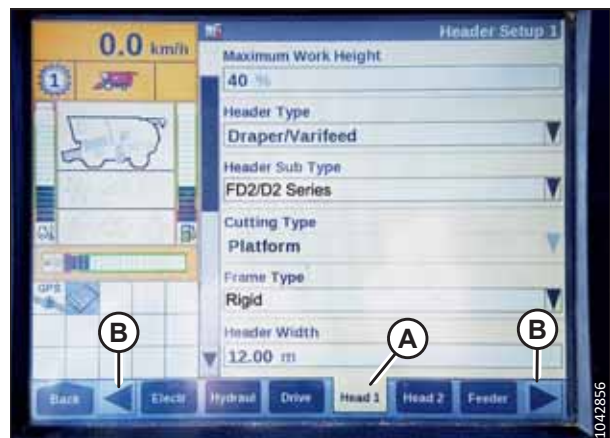 0.0 km/h
Header Setup 1
Maximum Work Height
40 %
1
Header Type
Draper/Varifeed
Header Sub Type
FD2/D2 Series
Cutting Type
Platform
Frame Type
Rigid
GPS
Header Width
12.00 m
B
A
B
Back
Electr
Hydraul
Drive
Head 1
Head 2
Feeder
1042856